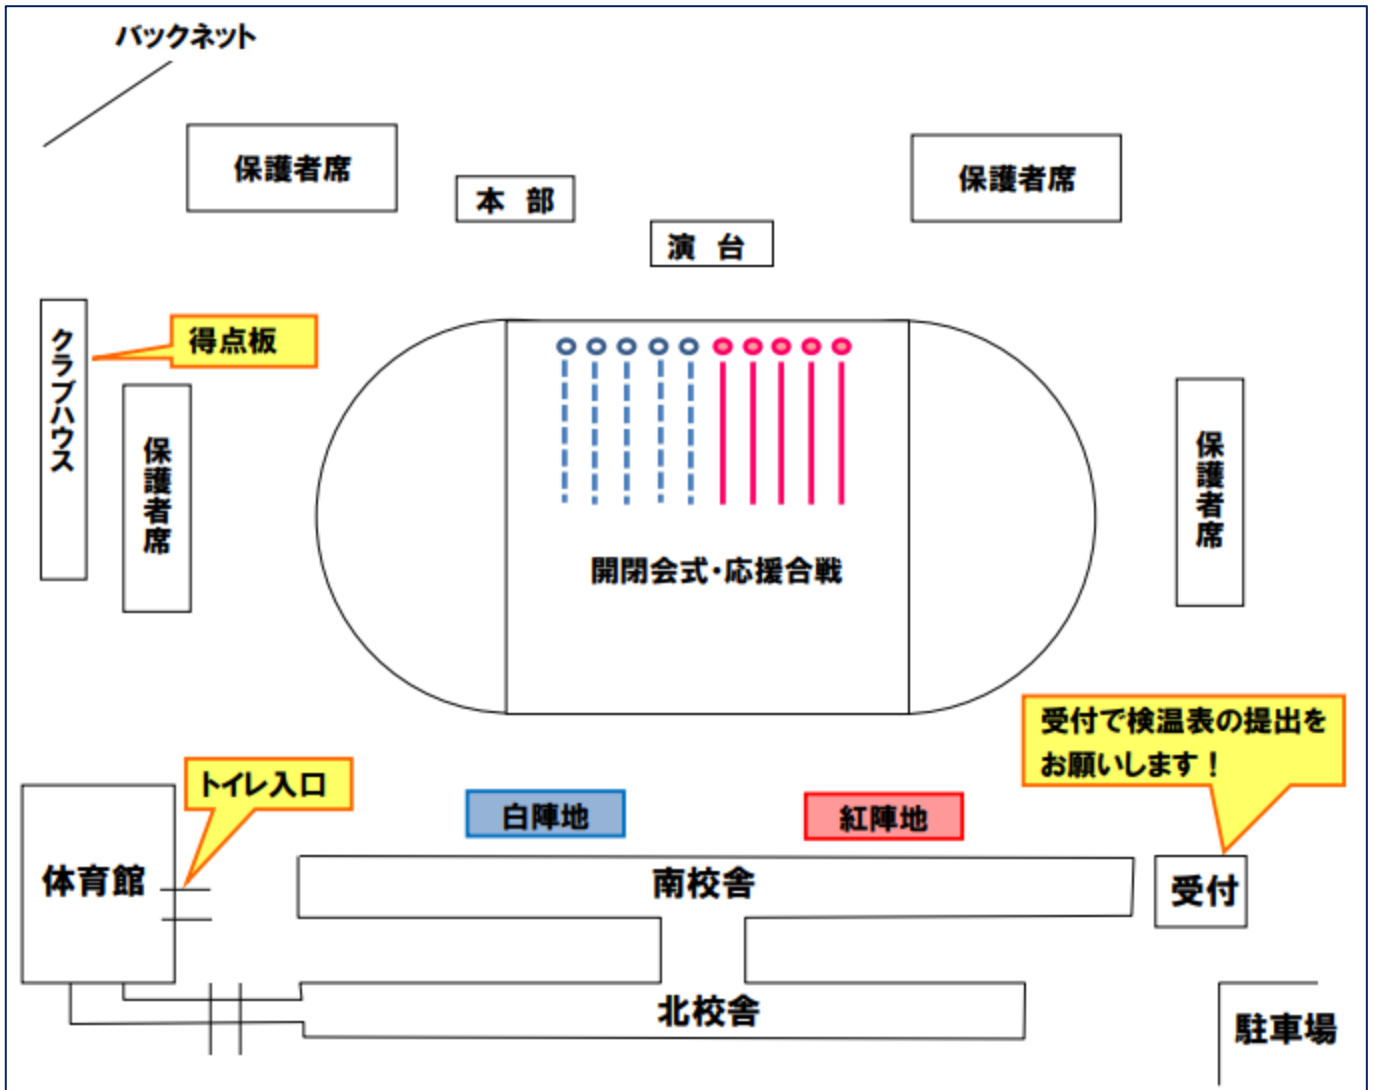 バックネット
保護者席
保護者席
本 部
演 台
クラブハウス
得点板
保護者席
保護者席
開閉会式・応援合戦
受付で検温表の提出を
お願いします！
トイレ入口
白陣地
紅陣地
体育館
南校舎
受付
北校舎
駐車場